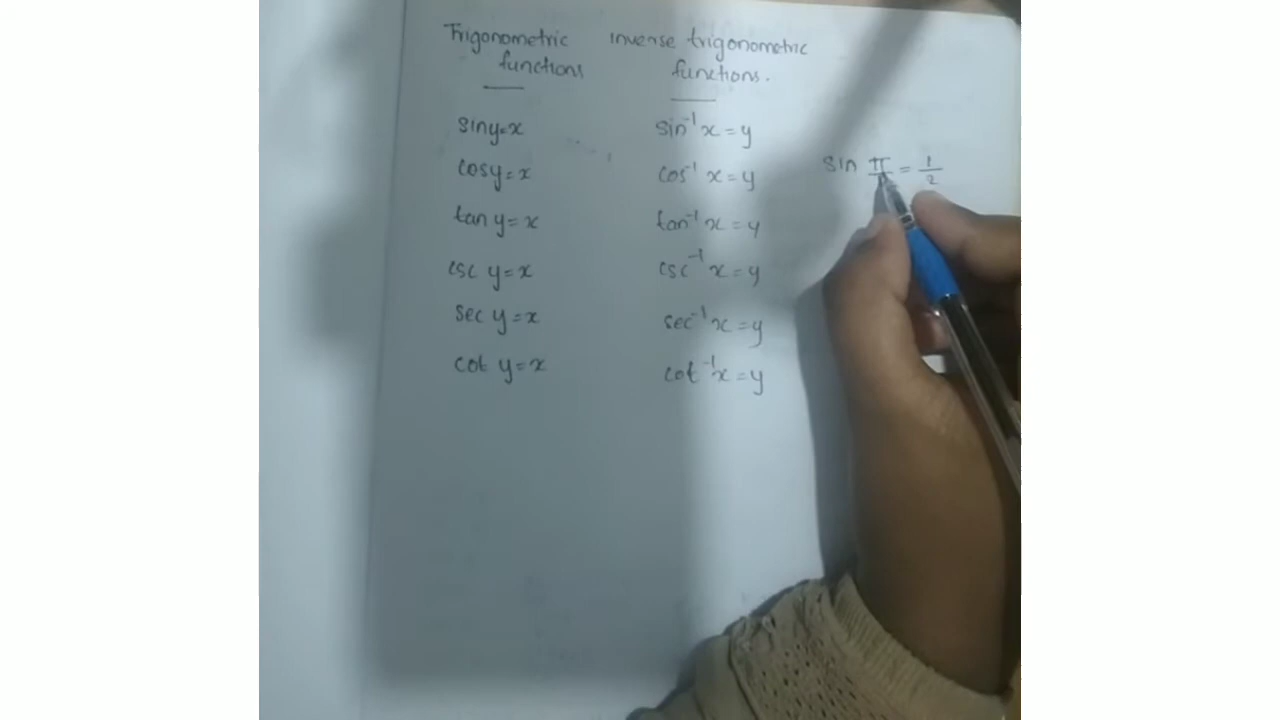 Trigonometric functions
inverse trigonometric functions.
sin y = x
sin⁻¹ x = y
cos y = x
cos⁻¹ x = y
tan y = x
tan⁻¹ x = y
csc y = x
csc⁻¹ x = y
sec y = x
sec⁻¹ x = y
cot y = x
cot⁻¹ x = y
sin π/ = 1/2